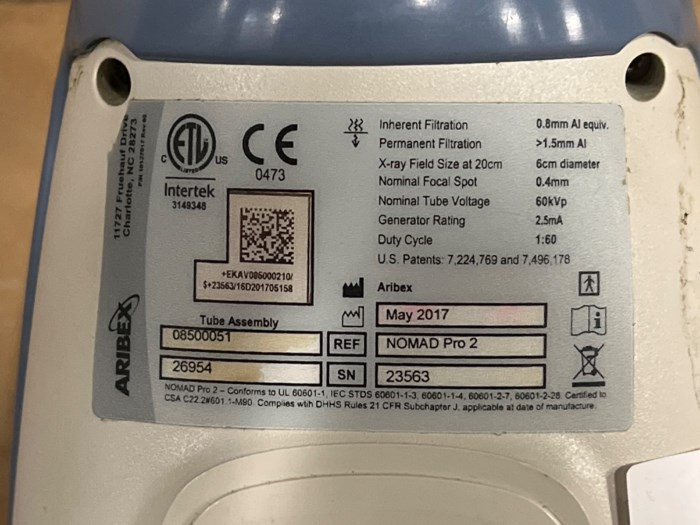 11727 Fruehauf Drive
Charlotte, NC 28273
ARIBEX
ETL
C US
Intertek
3149348
CE
0473
+EKAV086000210/
$+23563/16D201705158
Tube Assembly
08500051
26954
Inherent Filtration 0.8mm Al equiv.
Permanent Filtration >1.5mm Al
X-ray Field Size at 20cm 6cm diameter
Nominal Focal Spot 0.4mm
Nominal Tube Voltage 60kVp
Generator Rating 2.5mA
Duty Cycle 1:60
U.S. Patents: 7,224,769 and 7,496,178
Aribex
May 2017
REF NOMAD Pro 2
SN 23563
NOMAD Pro 2 – Conforms to UL 60601-1, IEC STDS 60601-1-3, 60601-1-4, 60601-2-7, 60601-2-28 Certified to
CSA C22.2#601.1-M90. Complies with DHHS Rules 21 CFR Subchapter J, applicable at date of manufacture.